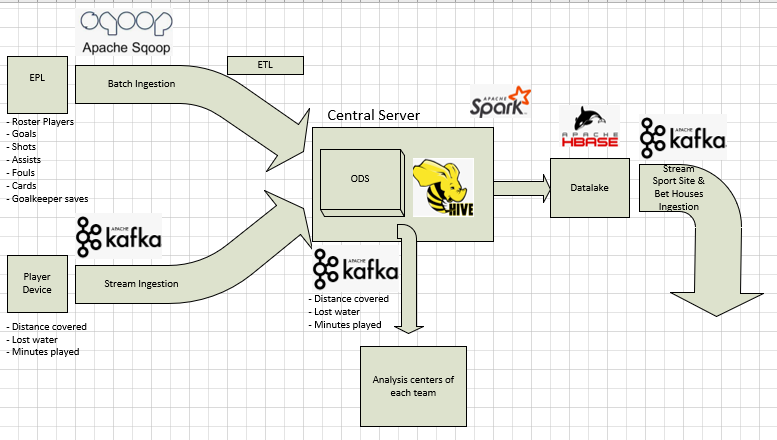 sqoop
Apache Sqoop
ETL
EPL
Batch Ingestion
- Roster Players
- Goals
- Shots
- Assists
- Fouls
- Cards
- Goalkeeper saves
APACHE
kafka
Player
Device
Stream Ingestion
- Distance covered
- Lost water
- Minutes played
Central Server
ODS
HIVE
APACHE
Spark
APACHE
HBASE
APACHE
kafka
Datalake
Stream
Sport Site &
Bet Houses
Ingestion
APACHE
kafka
- Distance covered
- Lost water
- Minutes played
Analysis centers of
each team